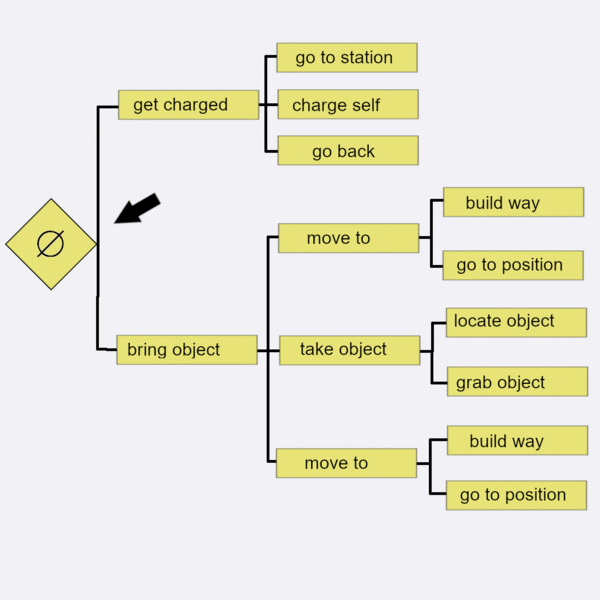 go to station
get charged
charge self
go back
build way
move to
go to position
∅
locate object
bring object
take object
grab object
build way
move to
go to position